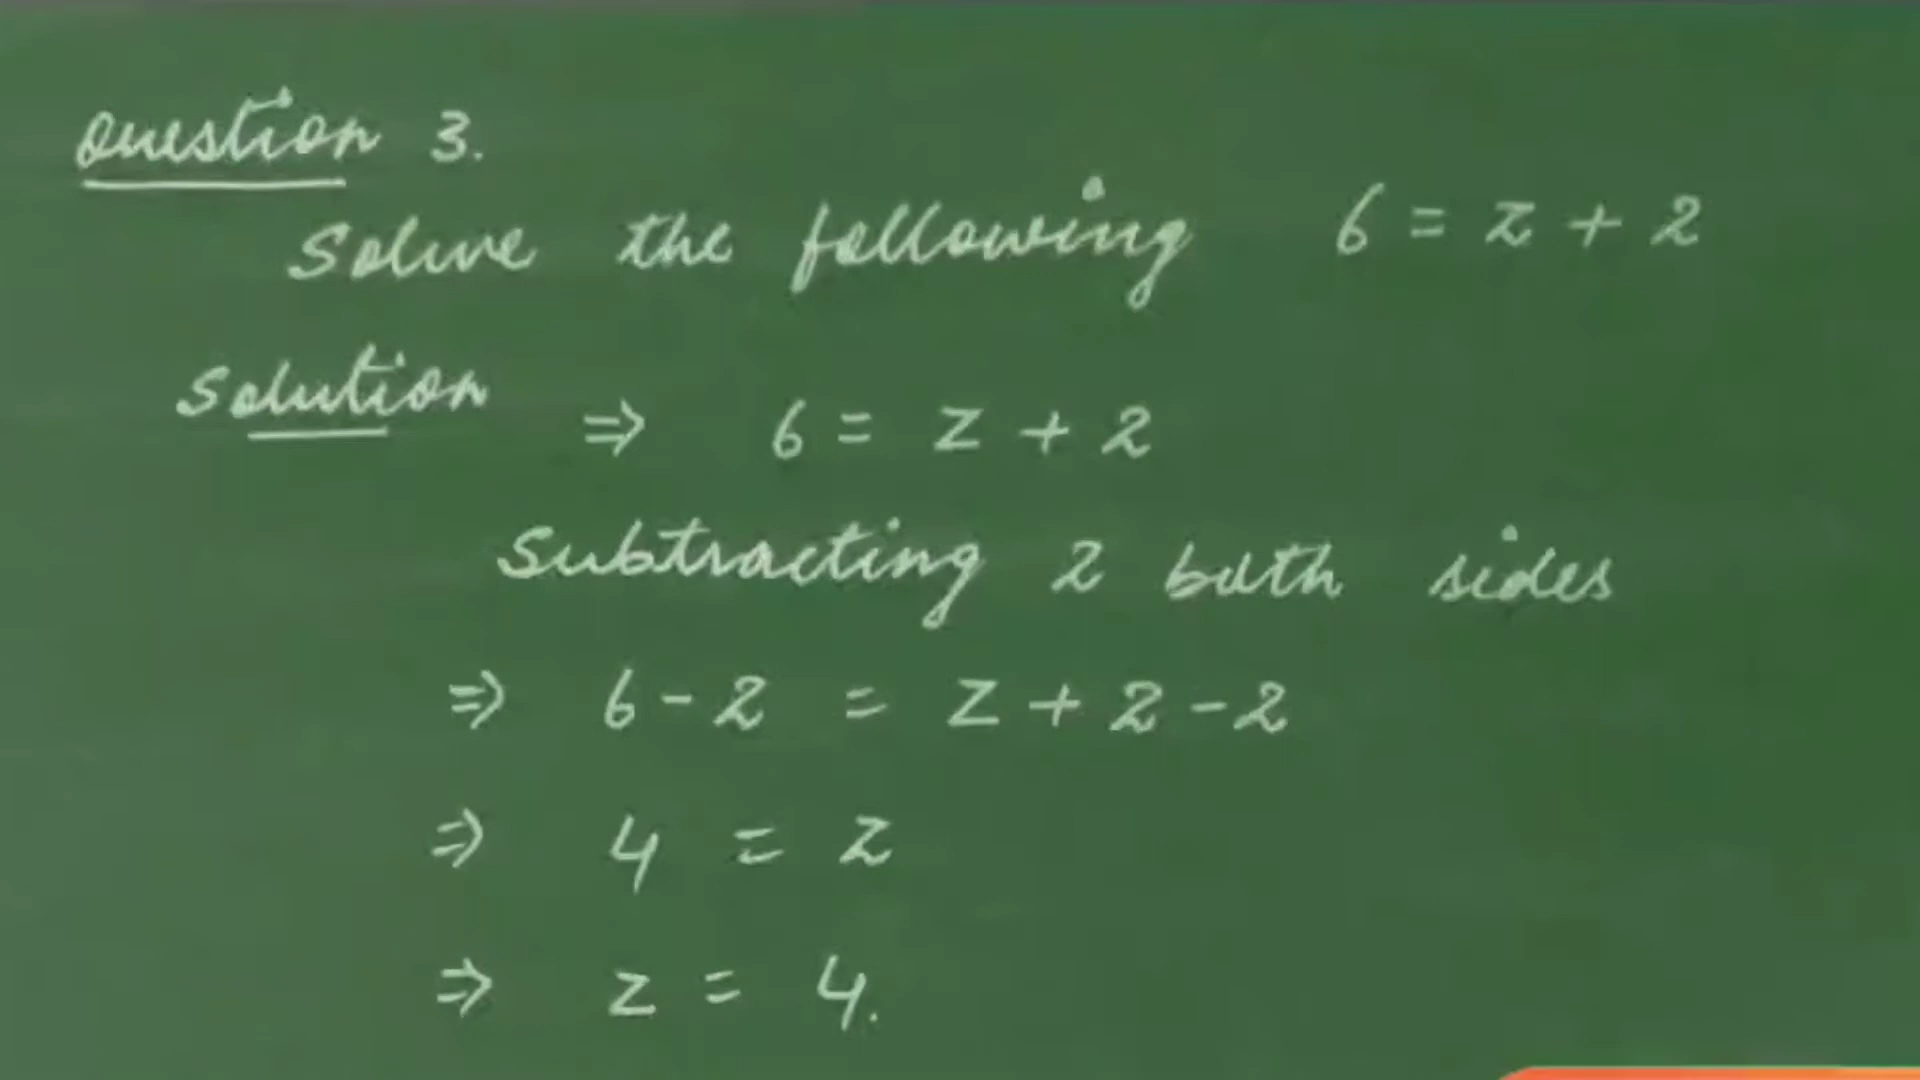 Question 3.
Solve the following 6 = z + 2
Solution ⇒ 6 = z + 2
Subtracting 2 both sides
⇒ 6 - 2 = z + 2 - 2
⇒ 4 = z
⇒ z = 4.